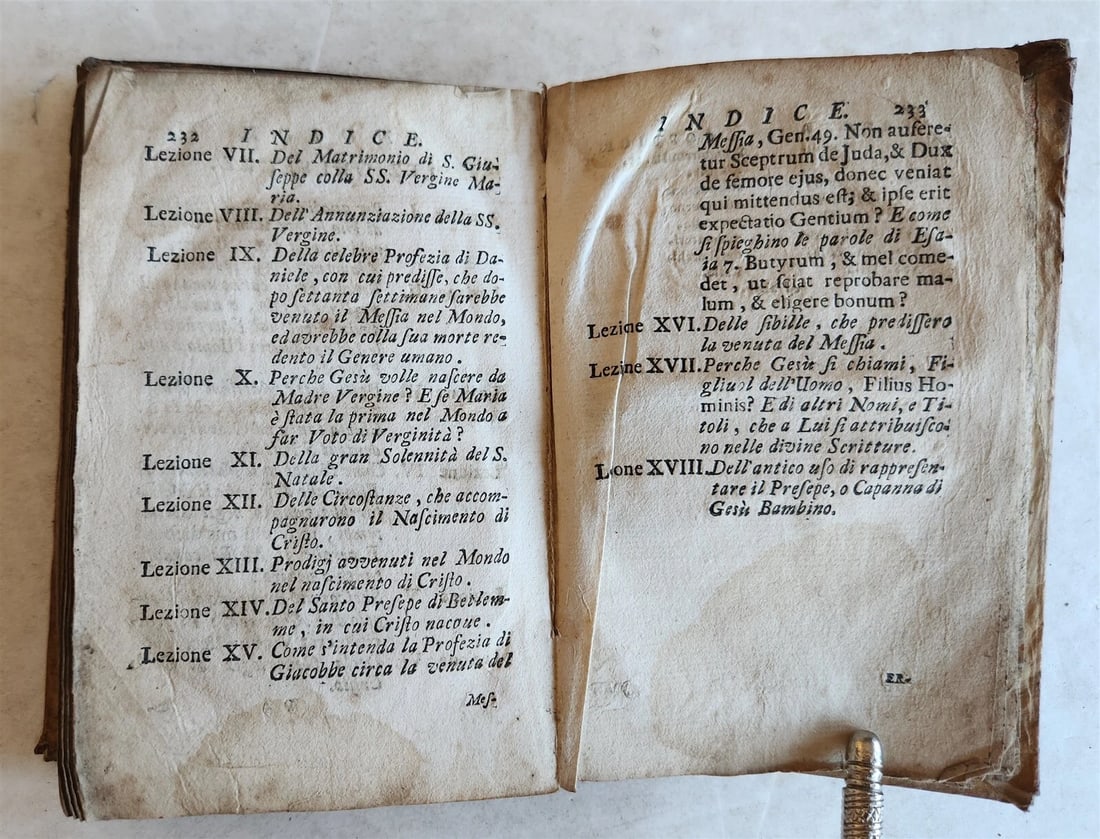 232 INDICE.
Lezione VII. Del Matrimonio di S. Giu-
ſeppe colla SS. Vergine Ma-
ria.
Lezione VIII. Dell'Annunziazione della SS.
Vergine.
Lezione IX. Della celebre Profezia di Da-
niele, con cui prediſſe, che do-
po ſettanta ſettimane ſarebbe
venuto il Meſſia nel Mondo,
ed avrebbe colla ſua morte re-
dento il Genere umano.
Lezione X. Perche Gesù volle naſcere da
Madre Vergine? E ſe Maria
è ſtata la prima nel Mondo a
far Voto di Verginità?
Lezione XI. Della gran Solennità del S.
Natale.
Lezione XII. Delle Circoſtanze, che accom-
pagnarono il Naſcimento di
Criſto.
Lezione XIII. Prodigj avvenuti nel Mondo
nel naſcimento di Criſto.
Lezione XIV. Del Santo Preſepe di Betlem-
me, in cui Criſto nacque.
Lezione XV. Come s'intenda la Profezia di
Giacobbe circa la venuta del
Meſ-
INDICE. 233
Meſſia, Gen. 49. Non aufere-
tur Sceptrum de Juda, & Dux
de femore ejus, donec veniat
qui mittendus eſt; & ipſe erit
expectatio Gentium? E come
ſi ſpieghino le parole di Eſa-
ia 7. Butyrum, & mel come-
det, ut ſciat reprobare ma-
lum, & eligere bonum?
Lezione XVI. Delle ſibille, che prediſſero
la venuta del Meſſia.
Lezine XVII. Perche Gesù ſi chiami, Fi-
gliuol dell'Uomo, Filius Ho-
minis? E di altri Nomi, e Ti-
toli, che a Lui ſi attribuiſco-
no nelle divine Scritture.
Lione XVIII. Dell'antico uſo di rappreſen-
tare il Preſepe, o Capanna di
Gesù Bambino.
ER-